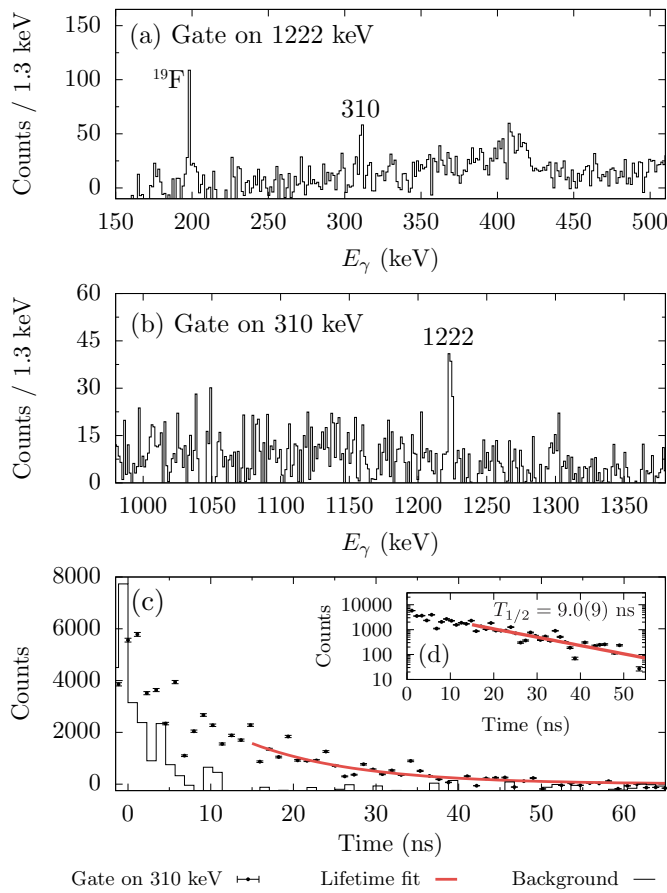 (a) Gate on 1222 keV
¹⁹F
310
Counts / 1.3 keV
150
100
50
0
150 200 250 300 350 400 450 500
E_γ (keV)
(b) Gate on 310 keV
1222
Counts / 1.3 keV
60
45
30
15
0
1000 1050 1100 1150 1200 1250 1300 1350
E_γ (keV)
(c)
Counts
8000
6000
4000
2000
0
0 10 20 30 40 50 60
Time (ns)
T_{1/2} = 9.0(9) ns
(d)
Counts
10000
1000
100
10
0 10 20 30 40 50
Time (ns)
Gate on 310 keV Lifetime fit Background